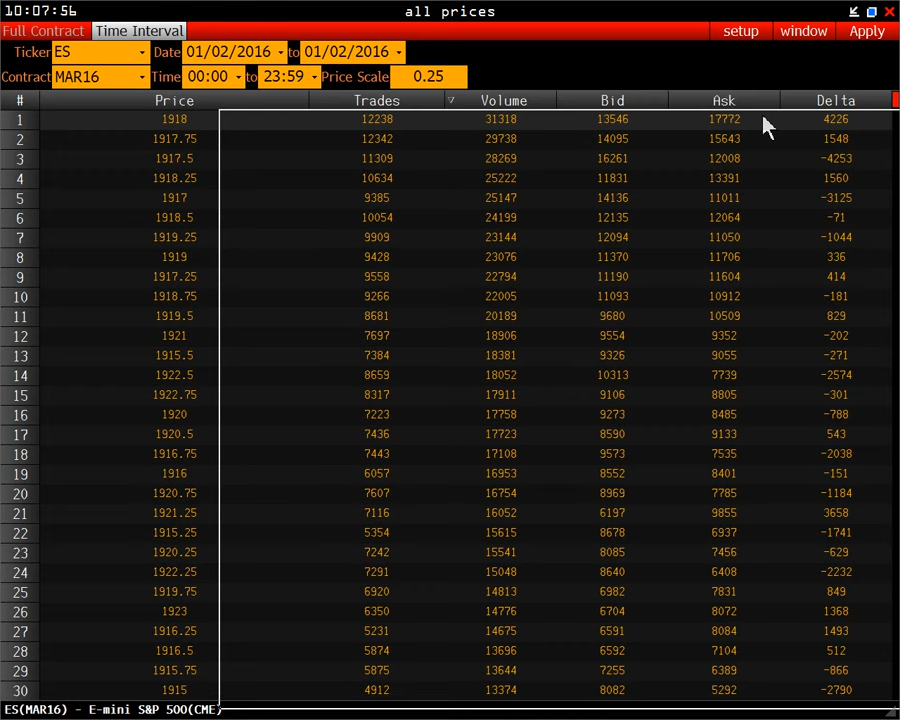 10:07:56 all prices
Full Contract Time Interval setup window Apply
Ticker ES Date 01/02/2016 to 01/02/2016
Contract MAR16 Time 00:00 to 23:59 Price Scale 0.25
# Price Trades Volume Bid Ask Delta
1 1918 12238 31318 13546 17772 4226
2 1917.75 12342 29738 14095 15643 1548
3 1917.5 11309 28269 16261 12008 -4253
4 1918.25 10634 25222 11831 13391 1560
5 1917 9385 25147 14136 11011 -3125
6 1918.5 10054 24199 12135 12064 -71
7 1919.25 9909 23144 12094 11050 -1044
8 1919 9428 23076 11370 11706 336
9 1917.25 9558 22794 11190 11604 414
10 1918.75 9266 22005 11093 10912 -181
11 1919.5 8681 20189 9680 10509 829
12 1921 7697 18906 9554 9352 -202
13 1915.5 7384 18381 9326 9055 -271
14 1922.5 8659 18052 10313 7739 -2574
15 1922.75 8317 17911 9106 8805 -301
16 1920 7223 17758 9273 8485 -788
17 1920.5 7436 17723 8590 9133 543
18 1916.75 7443 17108 9573 7535 -2038
19 1916 6057 16953 8552 8401 -151
20 1920.75 7607 16754 8969 7785 -1184
21 1921.25 7116 16052 6197 9855 3658
22 1915.25 5354 15615 8678 6937 -1741
23 1920.25 7242 15541 8085 7456 -629
24 1922.25 7291 15048 8640 6408 -2232
25 1919.75 6920 14813 6982 7831 849
26 1923 6350 14776 6704 8072 1368
27 1916.25 5231 14675 6591 8084 1493
28 1916.5 5874 13696 6592 7104 512
29 1915.75 5875 13644 7255 6389 -866
30 1915 4912 13374 8082 5292 -2790
ES(MAR16) - E-mini S&P 500(CME)